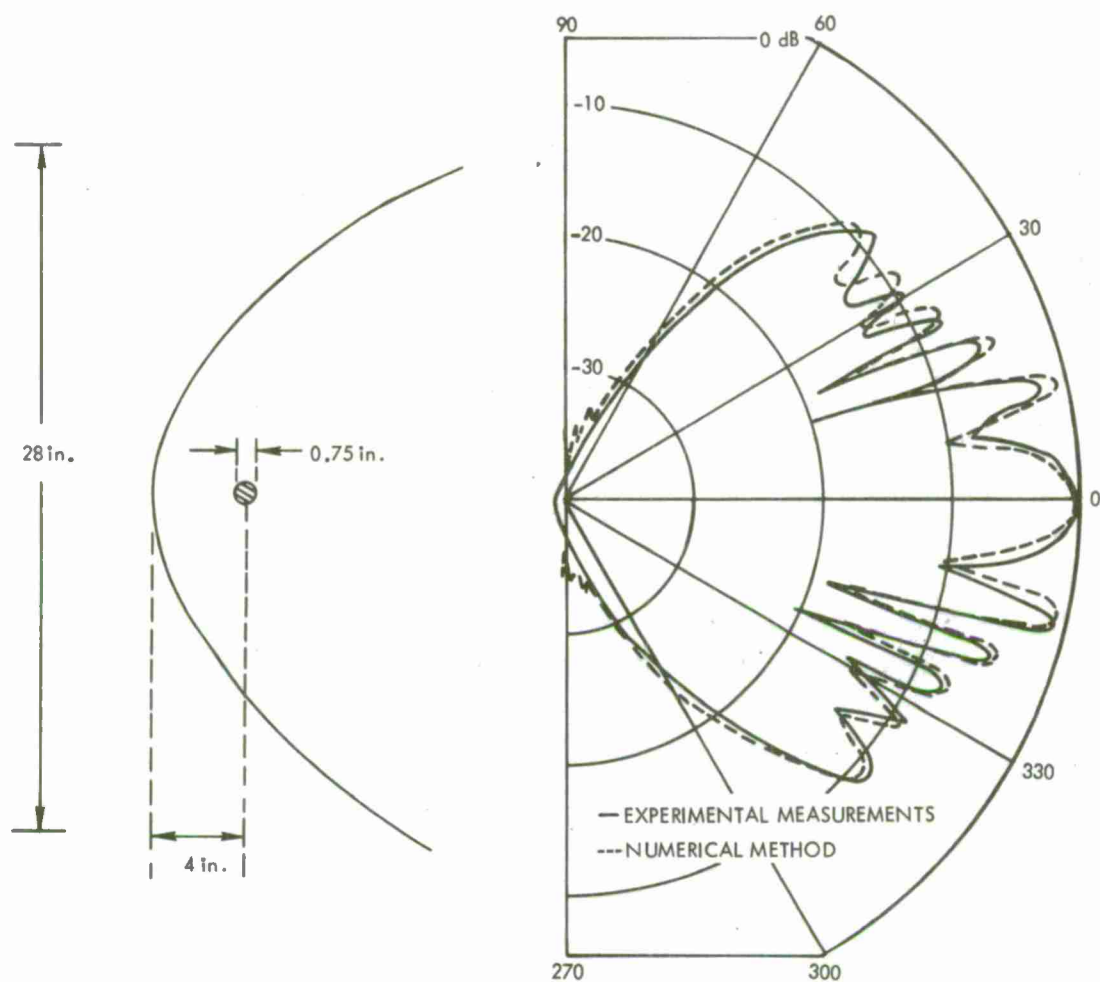 28 in.
0.75 in.
4 in.
90
60
0 dB
-10
-20
-30
30
0
330
300
270
— EXPERIMENTAL MEASUREMENTS
--- NUMERICAL METHOD